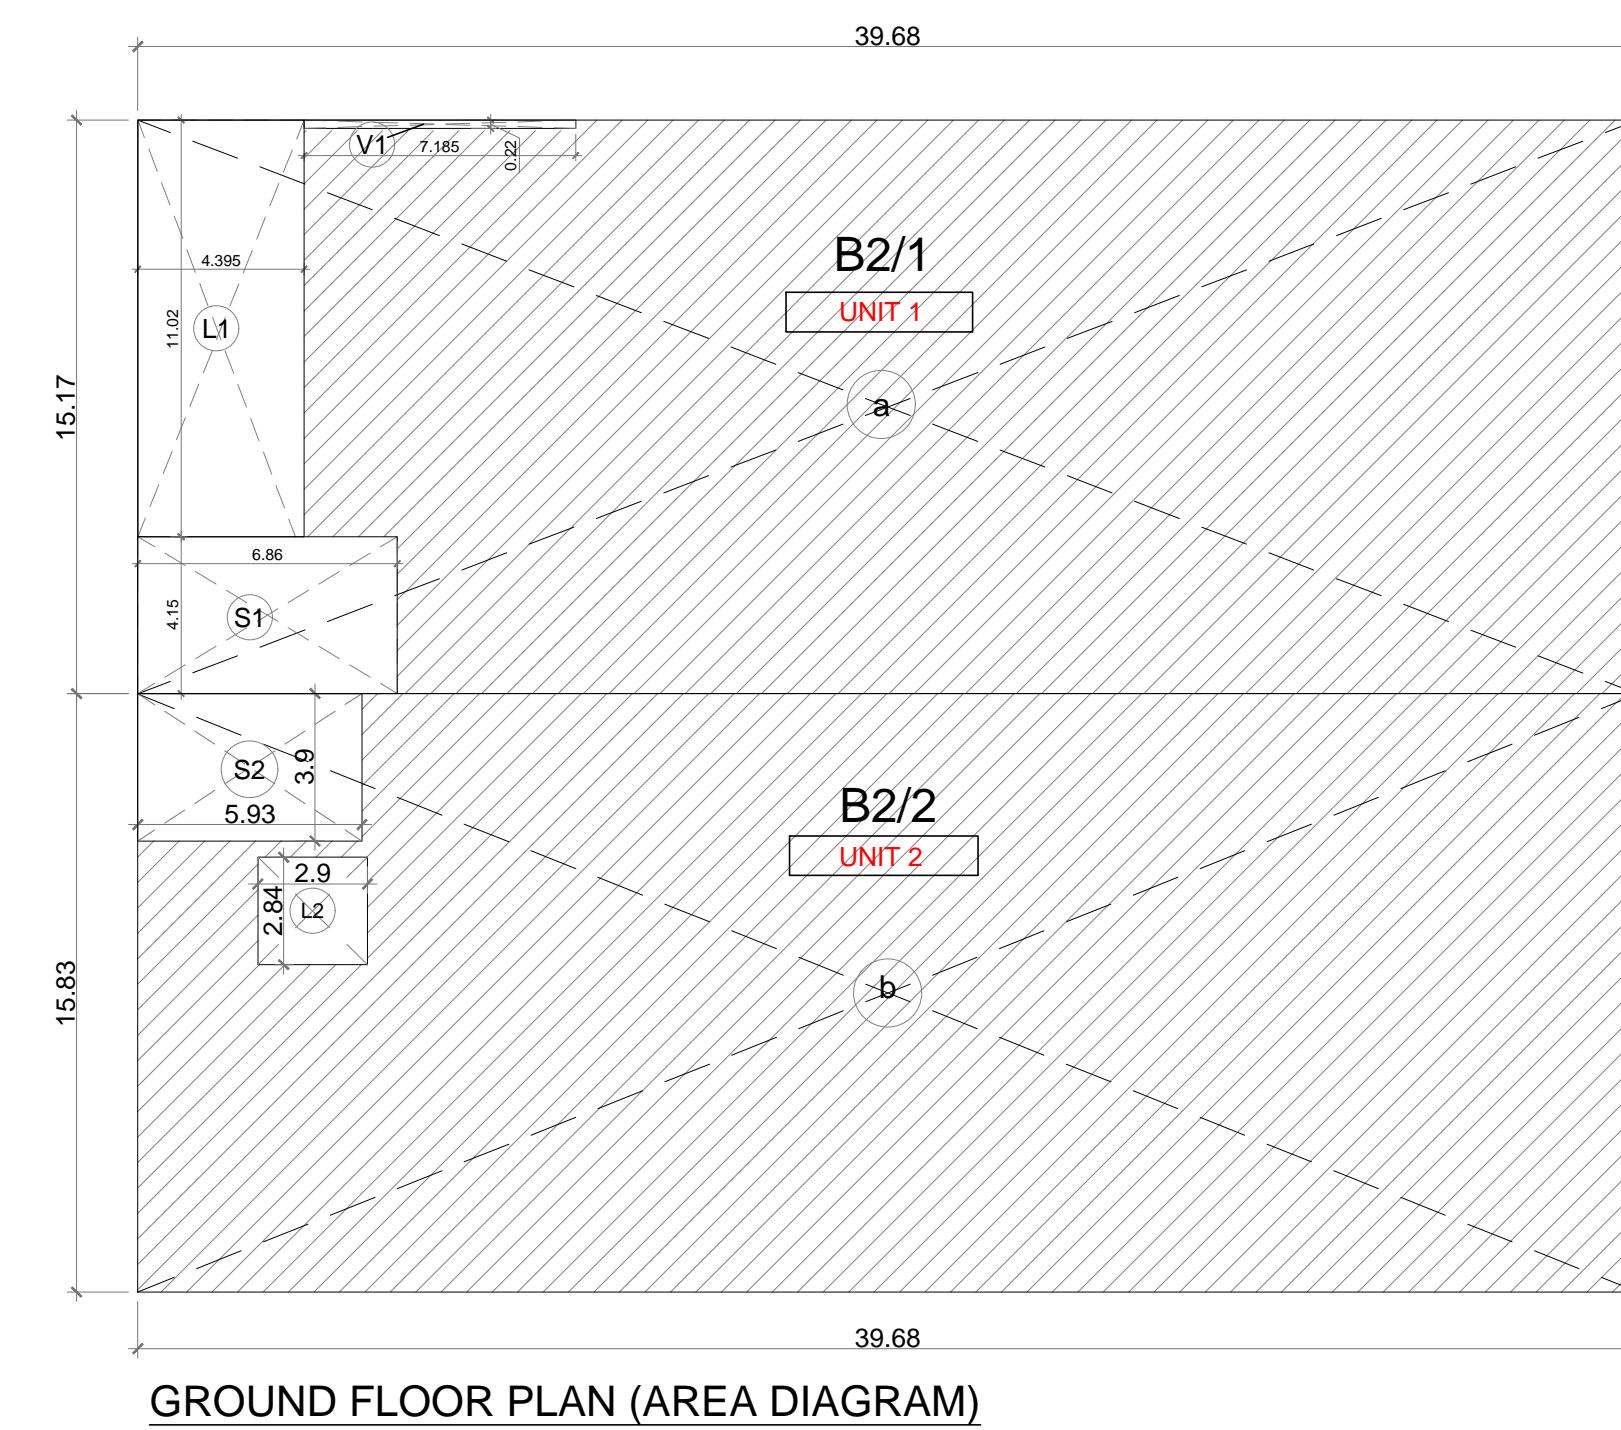 39.68
V1
7.185
0.22
B2/1
4.395
UNIT 1
L1
11.02
15.17
a
6.86
S1
4.15
S2
3.9
5.93
B2/2
UNIT 2
2.9
2.84
L2
15.83
b
39.68
GROUND FLOOR PLAN (AREA DIAGRAM)